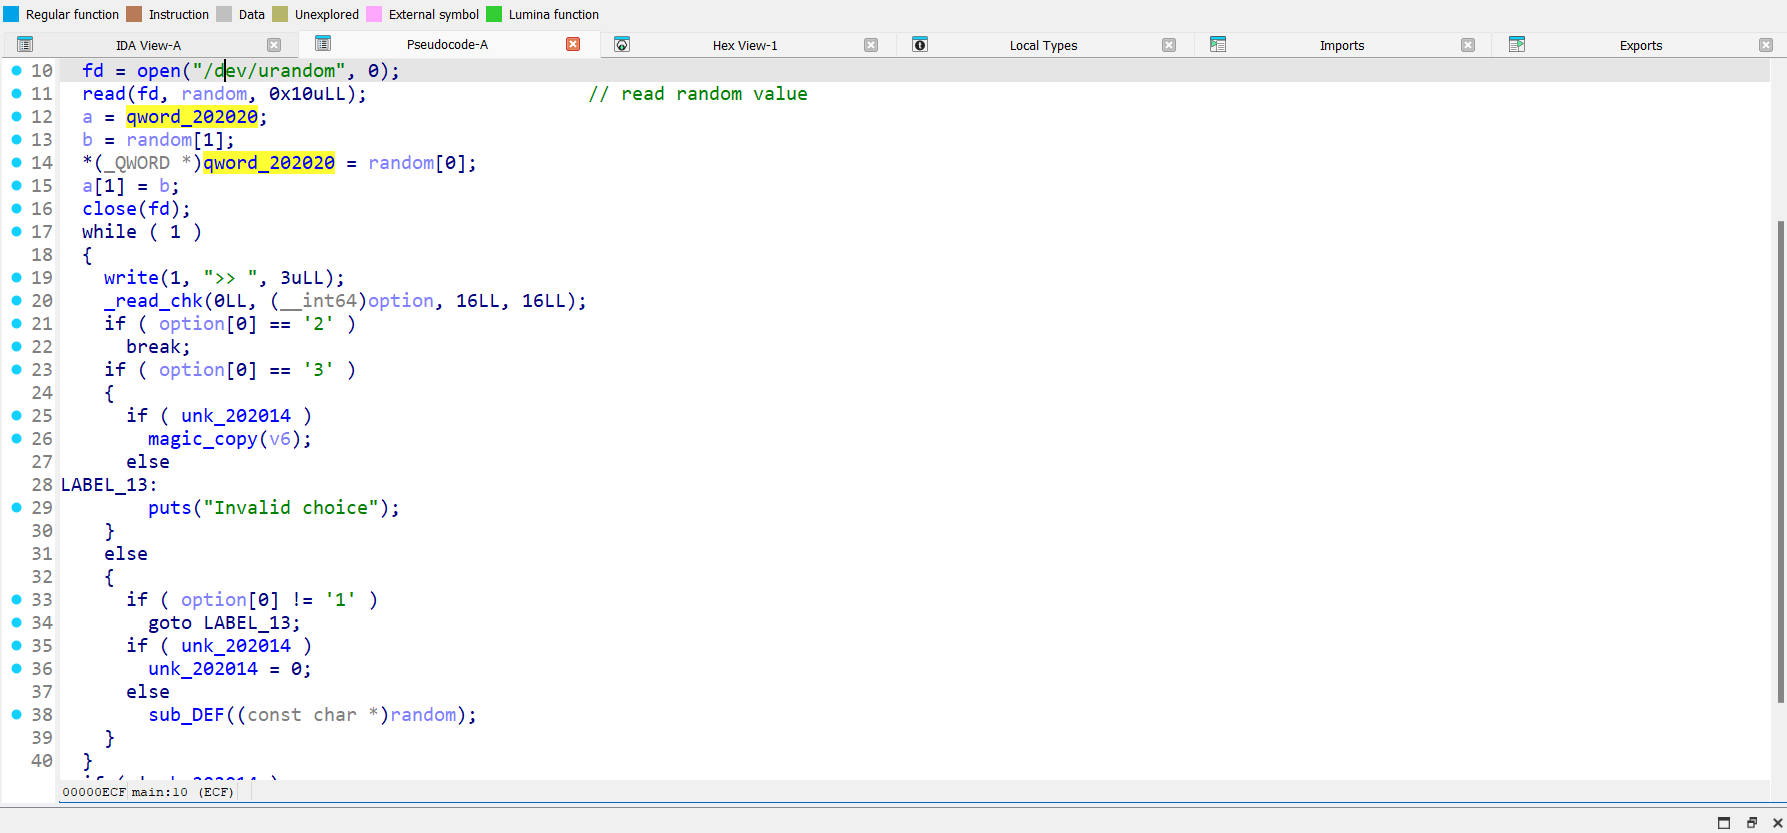 Regular function Instruction Data Unexplored External symbol Lumina function
IDA View-A Pseudocode-A Hex View-1 Local Types Imports Exports
10 fd = open("/dev/urandom", 0);
11 read(fd, random, 0x10uLL); // read random value
12 a = qword_202020;
13 b = random[1];
14 *(_QWORD *)qword_202020 = random[0];
15 a[1] = b;
16 close(fd);
17 while ( 1 )
18 {
19 write(1, ">> ", 3uLL);
20 _read_chk(0LL, (__int64)option, 16LL, 16LL);
21 if ( option[0] == '2' )
22 break;
23 if ( option[0] == '3' )
24 {
25 if ( unk_202014 )
26 magic_copy(v6);
27 else
28 LABEL_13:
29 puts("Invalid choice");
30 }
31 else
32 {
33 if ( option[0] != '1' )
34 goto LABEL_13;
35 if ( unk_202014 )
36 unk_202014 = 0;
37 else
38 sub_DEF((const char *)random);
39 }
40 }
00000ECF main:10 (ECF)